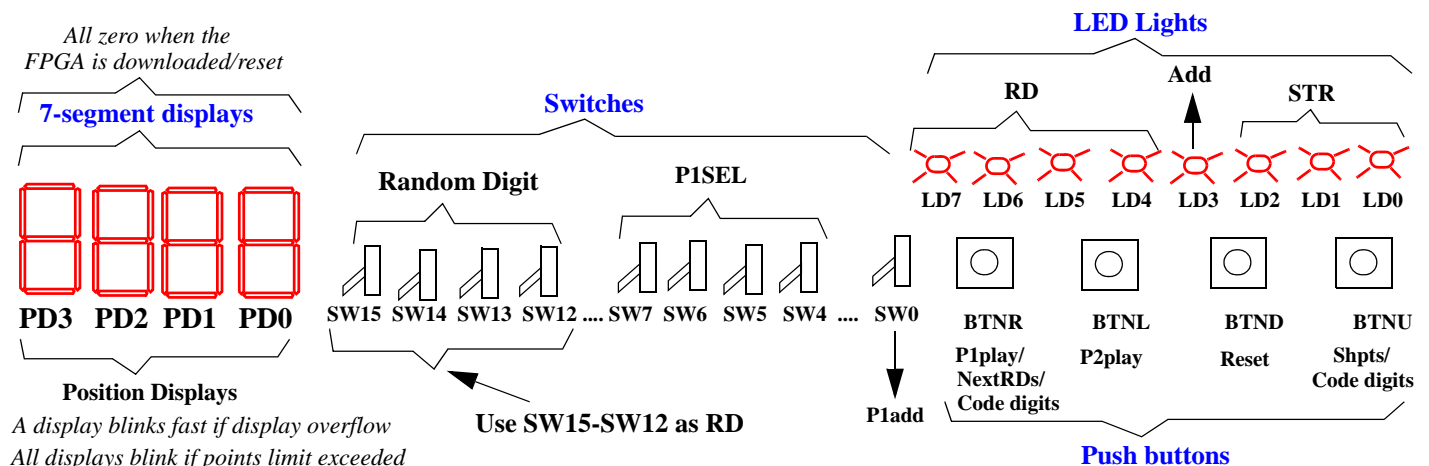 All zero when the
FPGA is downloaded/reset
7-segment displays
PD3 PD2 PD1 PD0
Position Displays
A display blinks fast if display overflow
All displays blink if points limit exceeded
Switches
Random Digit
P1SEL
SW15 SW14 SW13 SW12 .... SW7 SW6 SW5 SW4 .... SW0
Use SW15-SW12 as RD
P1add
LED Lights
RD
Add
STR
LD7 LD6 LD5 LD4 LD3 LD2 LD1 LD0
BTNR BTNL BTND BTNU
P1play/
NextRDs/
Code digits
P2play
Reset
Shpts/
Code digits
Push buttons